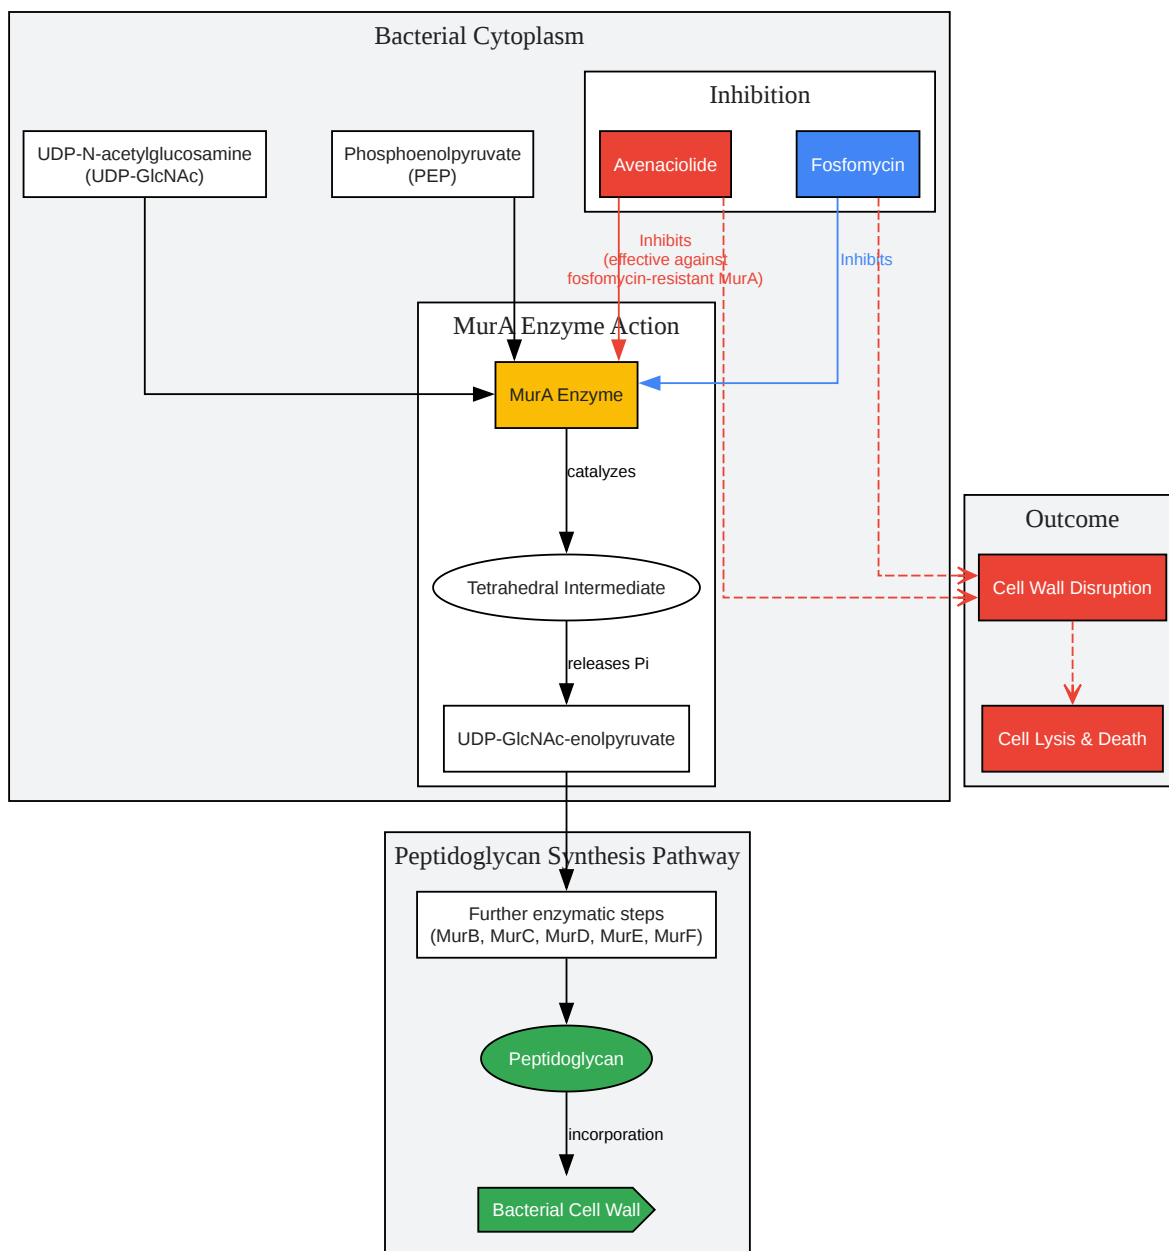 Bacterial Cytoplasm
Inhibition
UDP-N-acetylglucosamine
(UDP-GlcNAc)
Phosphoenolpyruvate
(PEP)
Avenaciolide
Fosfomycin
Inhibits
(effective against
fosfomycin-resistant MurA)
Inhibits
MurA Enzyme Action
MurA Enzyme
catalyzes
Tetrahedral Intermediate
releases Pi
UDP-GlcNAc-enolpyruvate
Outcome
Cell Wall Disruption
Cell Lysis & Death
Peptidoglycan Synthesis Pathway
Further enzymatic steps
(MurB, MurC, MurD, MurE, MurF)
Peptidoglycan
incorporation
Bacterial Cell Wall